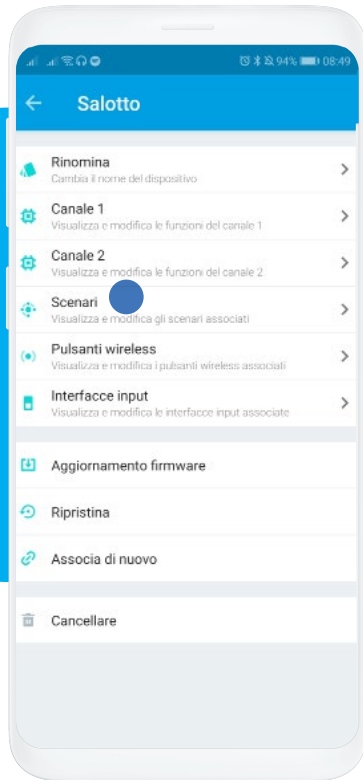 94% 08:49
Salotto
Rinomina
Cambia il nome del dispositivo
Canale 1
Visualizza e modifica le funzioni del canale 1
Canale 2
Visualizza e modifica le funzioni del canale 2
Scenari
Visualizza e modifica gli scenari associati
Pulsanti wireless
Visualizza e modifica i pulsanti wireless associati
Interfacce input
Visualizza e modifica le interfacce input associate
Aggiornamento firmware
Ripristina
Associa di nuovo
Cancellare